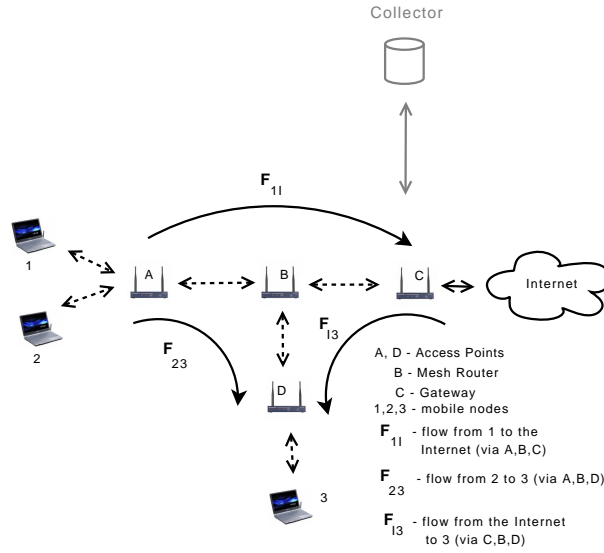 Collector
F1I
1
A
B
C
Internet
2
F23
FI3
D
3
A, D - Access Points
B - Mesh Router
C - Gateway
1,2,3 - mobile nodes
F1I - flow from 1 to the
Internet (via A,B,C)
F23 - flow from 2 to 3 (via A,B,D)
FI3 - flow from the Internet
to 3 (via C,B,D)